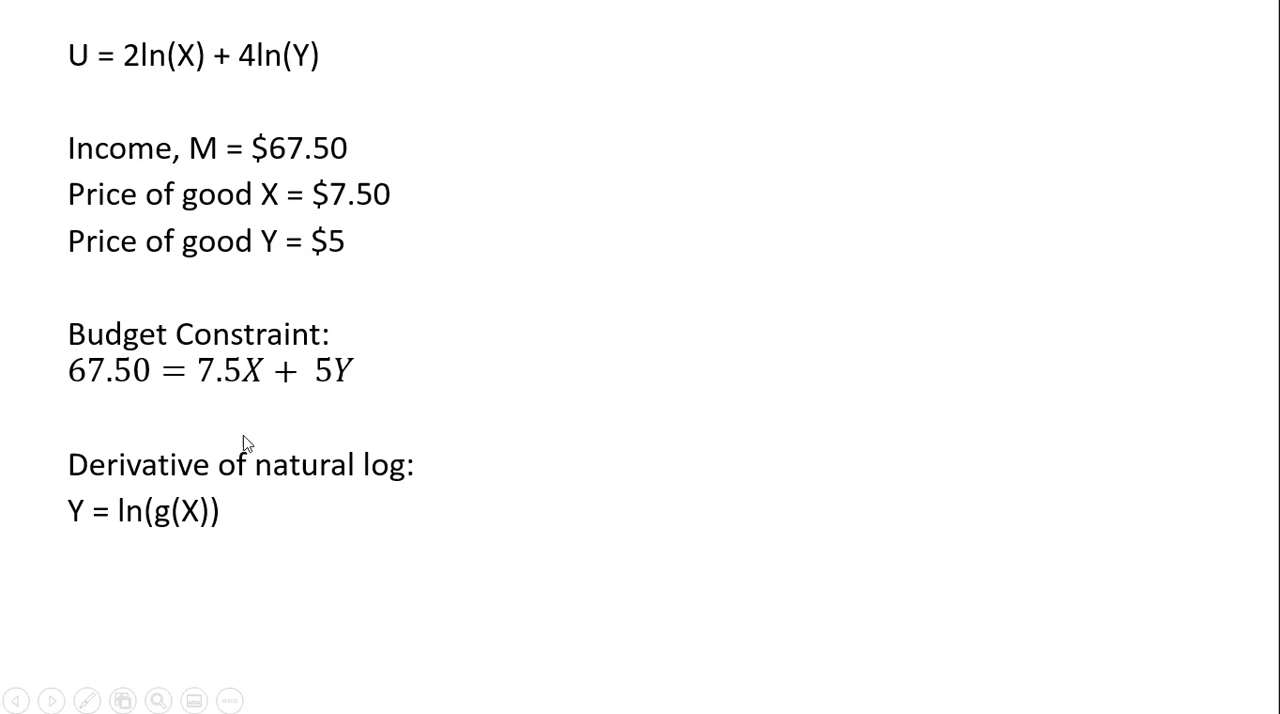 U = 2ln(X) + 4ln(Y)
Income, M = $67.50
Price of good X = $7.50
Price of good Y = $5
Budget Constraint:
67.50 = 7.5X + 5Y
Derivative of natural log:
Y = ln(g(X))